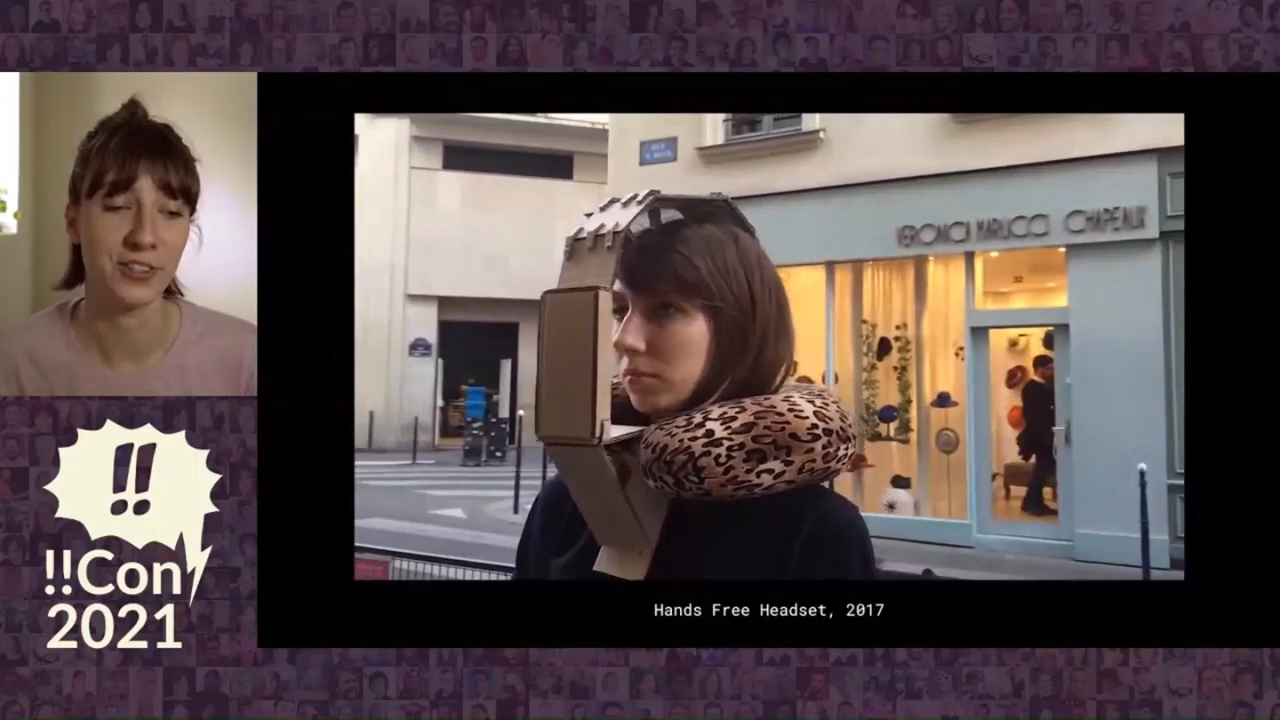 VERONICA MARUCCI CHAPEAUX
!!
!!Con
2021
Hands Free Headset, 2017